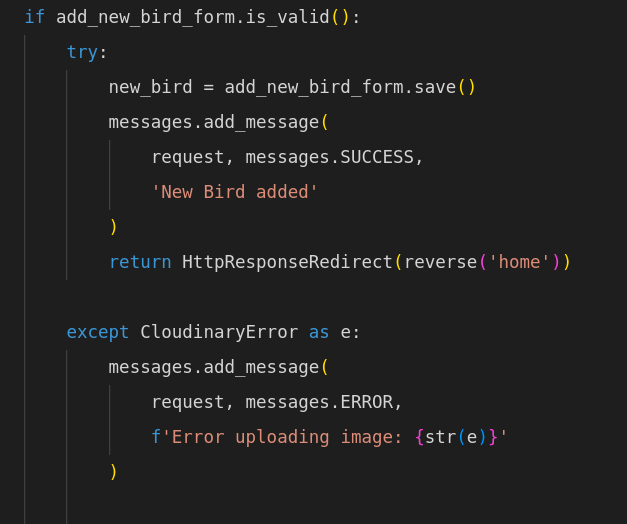 if add_new_bird_form.is_valid():
    try:
        new_bird = add_new_bird_form.save()
        messages.add_message(
            request, messages.SUCCESS,
            'New Bird added'
        )
        return HttpResponseRedirect(reverse('home'))

    except CloudinaryError as e:
        messages.add_message(
            request, messages.ERROR,
            f'Error uploading image: {str(e)}'
        )